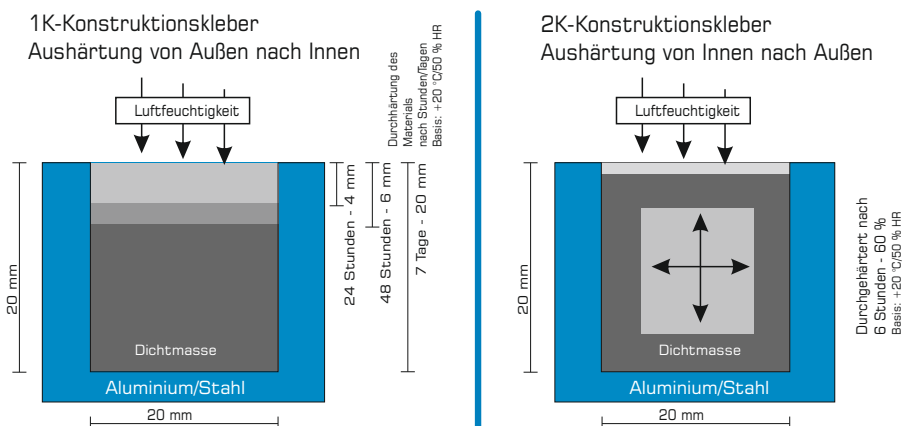 1K-Konstruktionskleber
Aushärtung von Außen nach Innen
Luftfeuchtigkeit
Durchhärtung des
Materials
nach Stunden/Tagen
Basis: +20 °C/50 % HR
20 mm
24 Stunden - 4 mm
48 Stunden - 6 mm
7 Tage - 20 mm
Dichtmasse
Aluminium/Stahl
20 mm
2K-Konstruktionskleber
Aushärtung von Innen nach Außen
Luftfeuchtigkeit
20 mm
Durchgehärtert nach
6 Stunden - 60 %
Basis: +20 °C/50 % HR
Dichtmasse
Aluminium/Stahl
20 mm